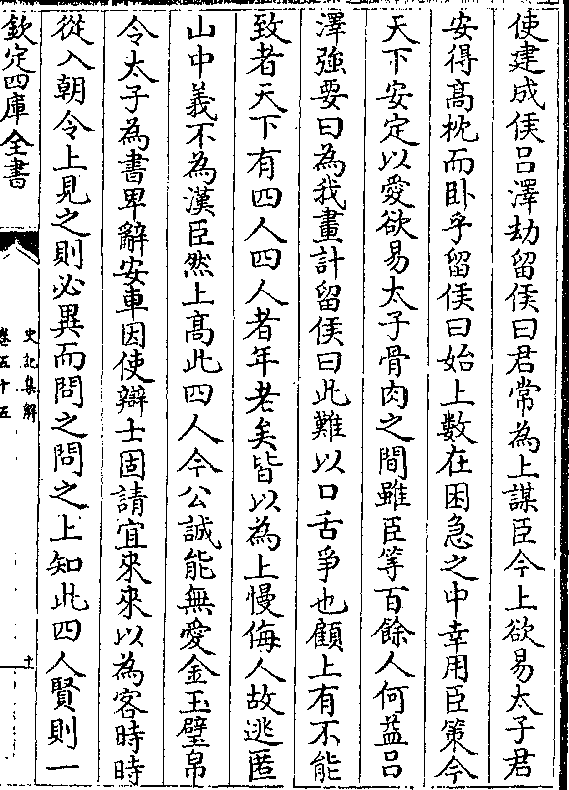 使建成侯吕澤劫留侯曰君常為上謀臣今上欲易太子君
安得髙枕而卧乎留侯曰始上數在困急之中幸用臣策今
天下安定以愛欲易太子骨肉之間雖臣等百餘人何益吕
澤強要曰為我畫計留侯曰此難以口舌爭也顧上有不能
致者天下有四人四人者年老矣皆以為上慢侮人故逃匿
山中義不為漢臣然上髙此四人今公誠能無愛金玉璧帛
令太子為書卑辭安車因使辯士固請宜來來以為客時時
從入朝令上見之則必異而問之問之上知此四人賢則一
欽定四庫全書
史記集解
卷五十五
十